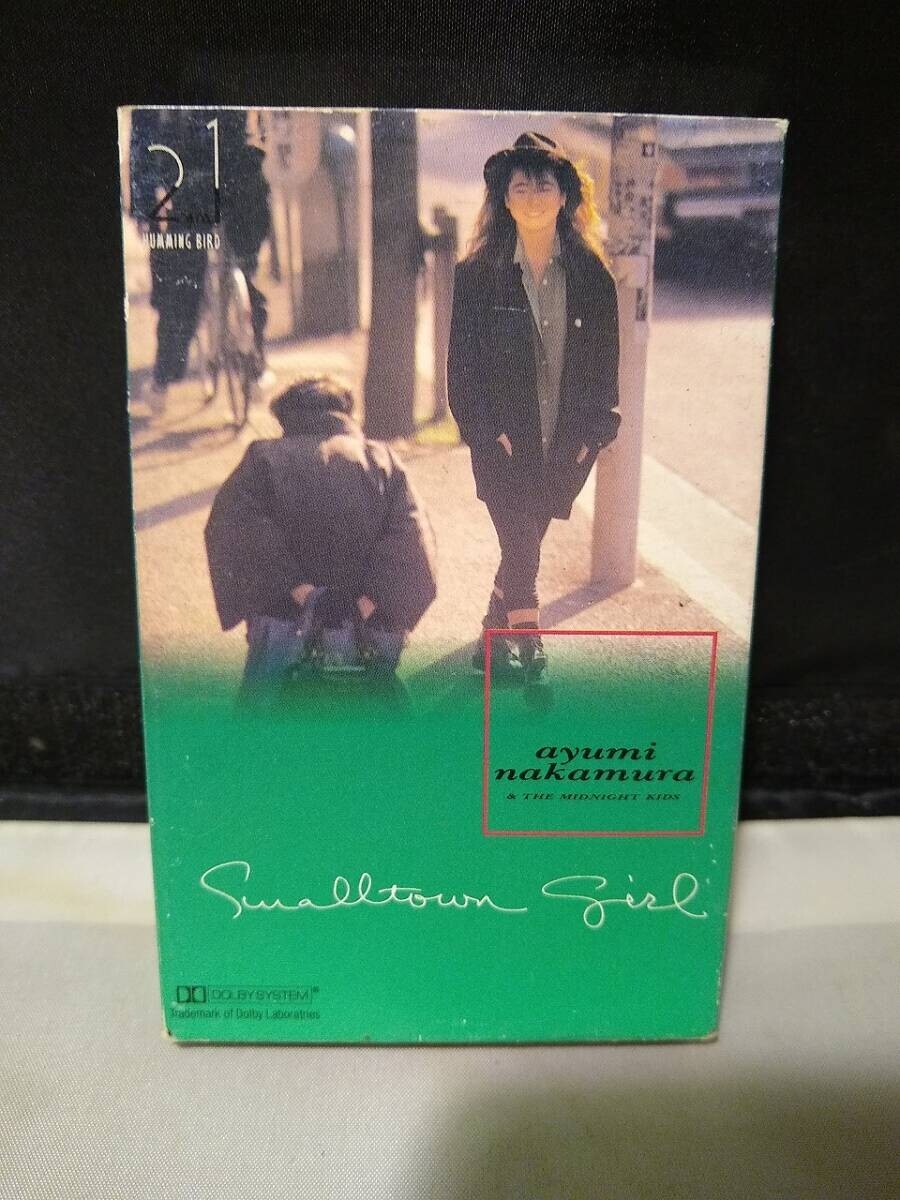 21
HUMMING BIRD
ayumi
nakamura
& THE MIDNIGHT KIDS
Smalltown Girl
DOLBY SYSTEM®
Trademark of Dolby Laboratries